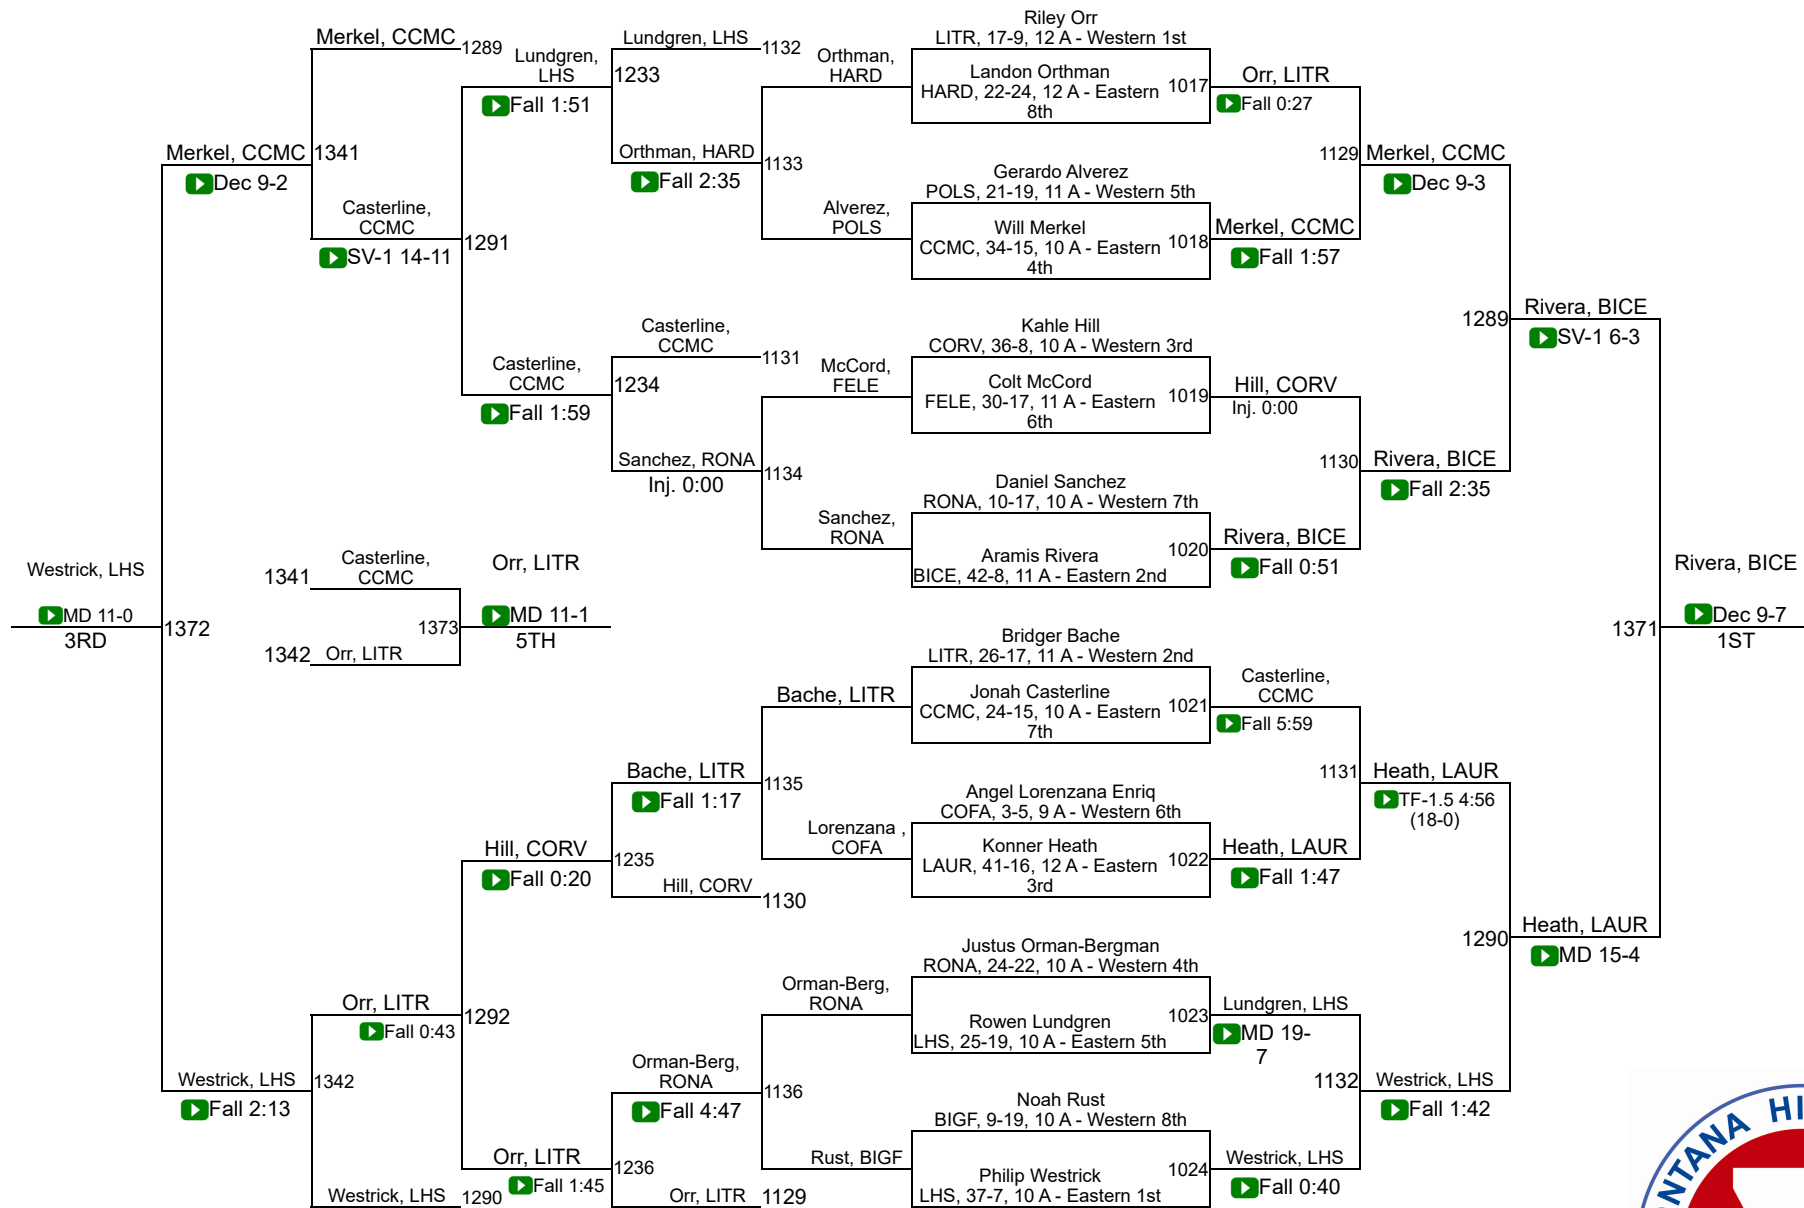 Riley Orr
LITR, 17-9, 12 A - Western 1st
Merkel, CCMC
1289
Lundgren, LHS
1132
Lundgren,
LHS
1233
Fall 1:51
Orthman,
HARD
Landon Orthman
HARD, 22-24, 12 A - Eastern
8th
1017
Orr, LITR
Fall 0:27
Merkel, CCMC
1341
Dec 9-2
Orthman, HARD
1133
Fall 2:35
1129
Merkel, CCMC
Dec 9-3
Gerardo Alverez
POLS, 21-19, 11 A - Western 5th
Casterline,
CCMC
1291
SV-1 14-11
Alverez,
POLS
Will Merkel
CCMC, 34-15, 10 A - Eastern
4th
1018
Merkel, CCMC
Fall 1:57
1289
Rivera, BICE
SV-1 6-3
Kahle Hill
CORV, 36-8, 10 A - Western 3rd
Casterline,
CCMC
1131
Casterline,
CCMC
1234
Fall 1:59
McCord,
FELE
Colt McCord
FELE, 30-17, 11 A - Eastern
6th
1019
Hill, CORV
Inj. 0:00
Sanchez, RONA
1134
Inj. 0:00
1130
Rivera, BICE
Fall 2:35
Daniel Sanchez
RONA, 10-17, 10 A - Western 7th
Sanchez,
RONA
Aramis Rivera
BICE, 42-8, 11 A - Eastern 2nd
1020
Rivera, BICE
Fall 0:51
Westrick, LHS
MD 11-0
3RD
1372
1341
Casterline,
CCMC
1373
1342
Orr, LITR
Orr, LITR
MD 11-1
5TH
1371
Rivera, BICE
Dec 9-7
1ST
Bridger Bache
LITR, 26-17, 11 A - Western 2nd
Bache, LITR
Jonah Casterline
CCMC, 24-15, 10 A - Eastern
7th
1021
Casterline,
CCMC
Fall 5:59
Bache, LITR
1135
Fall 1:17
1131
Heath, LAUR
TF-1.5 4:56
(18-0)
Angel Lorenzana Enriq
COFA, 3-5, 9 A - Western 6th
Hill, CORV
1235
Fall 0:20
Lorenzana ,
COFA
Konner Heath
LAUR, 41-16, 12 A - Eastern
3rd
1022
Heath, LAUR
Fall 1:47
Hill, CORV
1130
1290
Heath, LAUR
MD 15-4
Justus Orman-Bergman
RONA, 24-22, 10 A - Western 4th
Orr, LITR
1292
Fall 0:43
Orman-Berg,
RONA
Rowen Lundgren
LHS, 25-19, 10 A - Eastern 5th
1023
Lundgren, LHS
MD 19-
7
Westrick, LHS
1342
Fall 2:13
Orman-Berg,
RONA
1136
Fall 4:47
1132
Westrick, LHS
Fall 1:42
Noah Rust
BIGF, 9-19, 10 A - Western 8th
Orr, LITR
1236
Fall 1:45
Rust, BIGF
Philip Westrick
LHS, 37-7, 10 A - Eastern 1st
1024
Westrick, LHS
Fall 0:40
Westrick, LHS
1290
Orr, LITR
1129
NTANA HI